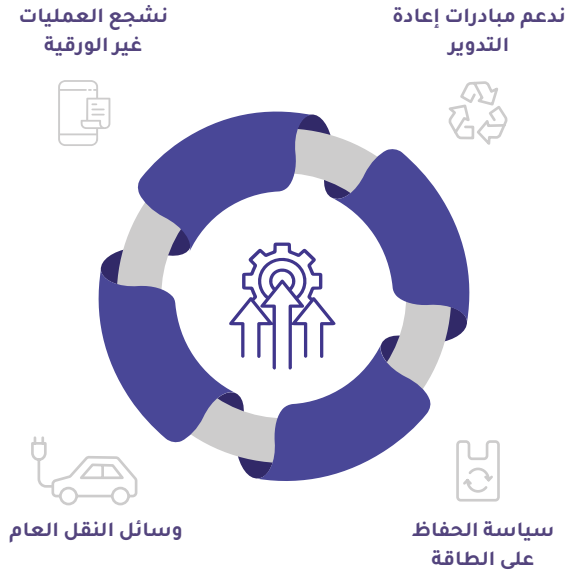 ندعم مبادرات إعادة
التدوير
نشجع العمليات
غير الورقية
سياسة الحفاظ
على الطاقة
وسائل النقل العام